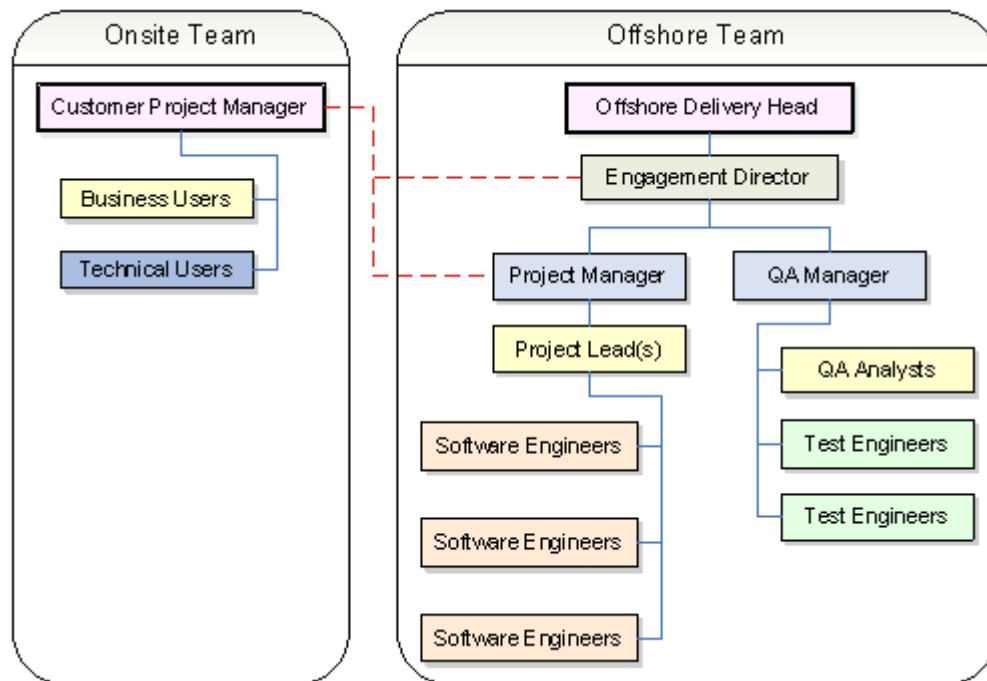 Onsite Team
Customer Project Manager
Business Users
Technical Users
Offshore Team
Offshore Delivery Head
Engagement Director
Project Manager
QA Manager
Project Lead(s)
Software Engineers
Software Engineers
Software Engineers
QA Analysts
Test Engineers
Test Engineers